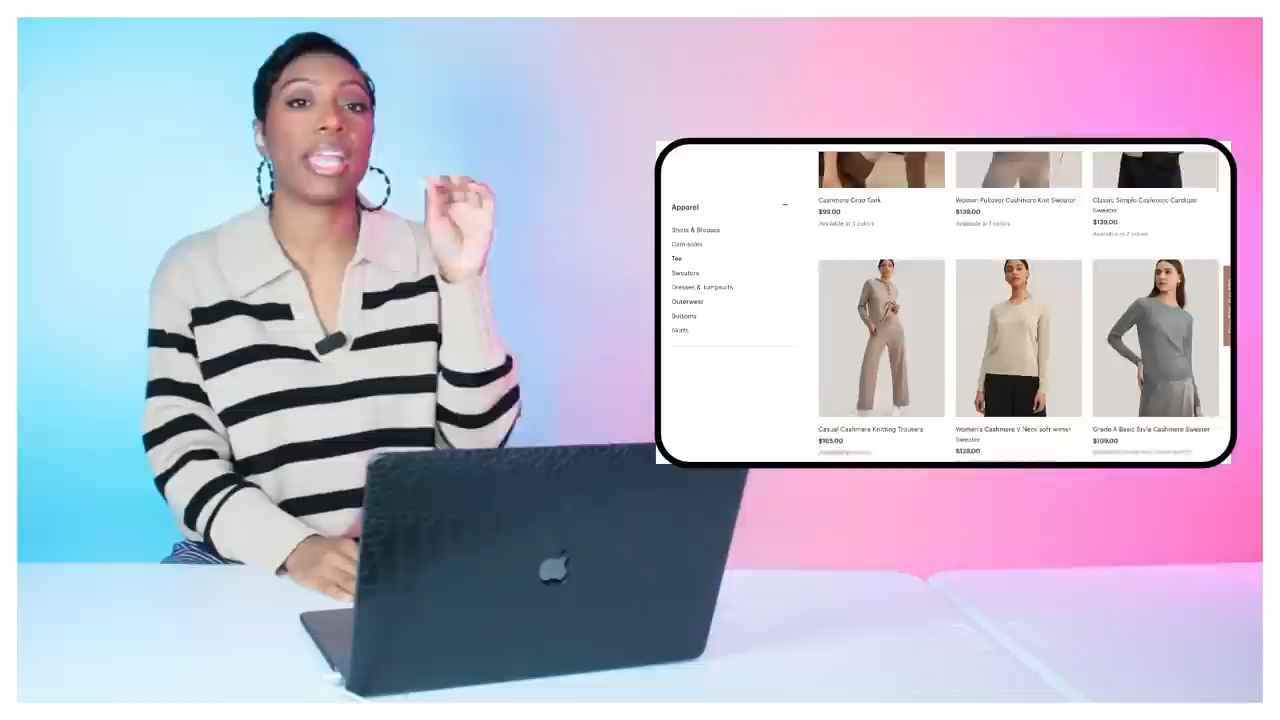 Apparel
Shirts & Blouses
Camisoles
Tee
Sweaters
Dresses & Jumpsuits
Outerwear
Bottoms
Skirts
Cashmere Crop Tank
$99.00
Available in 3 colors
Women Pullover Cashmere Knit Sweater
$139.00
Available in 1 colors
Classic Simple Cashmere Cardigan
Sweater
$139.00
Available in 2 colors
Casual Cashmere Knitting Trousers
$165.00
Women's Cashmere V Neck soft winter
Sweater
$129.00
Grade A Basic Style Cashmere Sweater
$109.00